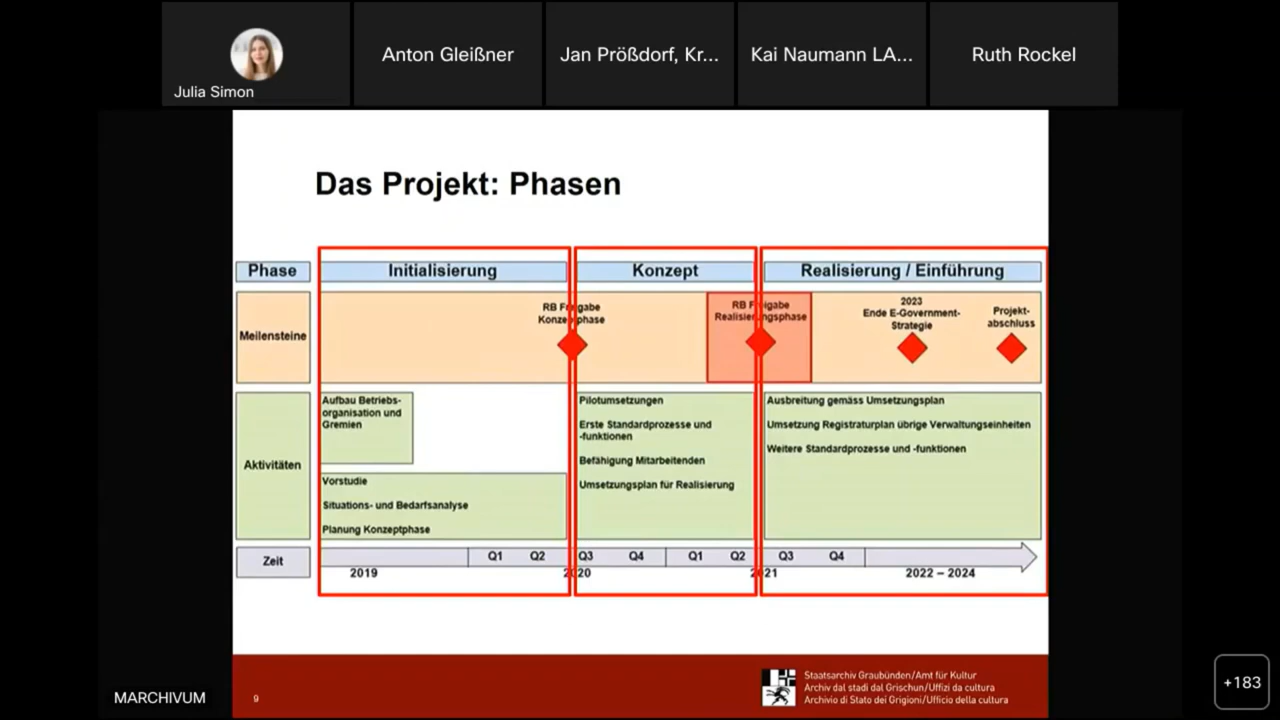 Julia Simon
Anton Gleißner
Jan Prößdorf, Kr...
Kai Naumann LA...
Ruth Rockel
Das Projekt: Phasen
Phase
Initialisierung
Konzept
Realisierung / Einführung
Meilensteine
RB Freigabe
Konzeptphase
RB Freigabe
Realisierungsphase
2023
Ende E-Government-
Strategie
Projekt-
abschluss
Aktivitäten
Aufbau Betriebs-
organisation und
Gremien
Vorstudie
Situations- und Bedarfsanalyse
Planung Konzeptphase
Pilotumsetzungen
Erste Standardprozesse und
-funktionen
Befähigung Mitarbeitenden
Umsetzungsplan für Realisierung
Ausbreitung gemäss Umsetzungsplan
Umsetzung Registraturplan übrige Verwaltungseinheiten
Weitere Standardprozesse und -funktionen
Zeit
Q1 Q2 Q3 Q4 Q1 Q2 Q3 Q4
2019 2020 2021 2022 – 2024
MARCHIVUM
9
Staatsarchiv Graubünden/Amt für Kultur
Archiv dal stadi dal Grischun/Uffizi da cultura
Archivio di Stato dei Grigioni/Ufficio della cultura
+183